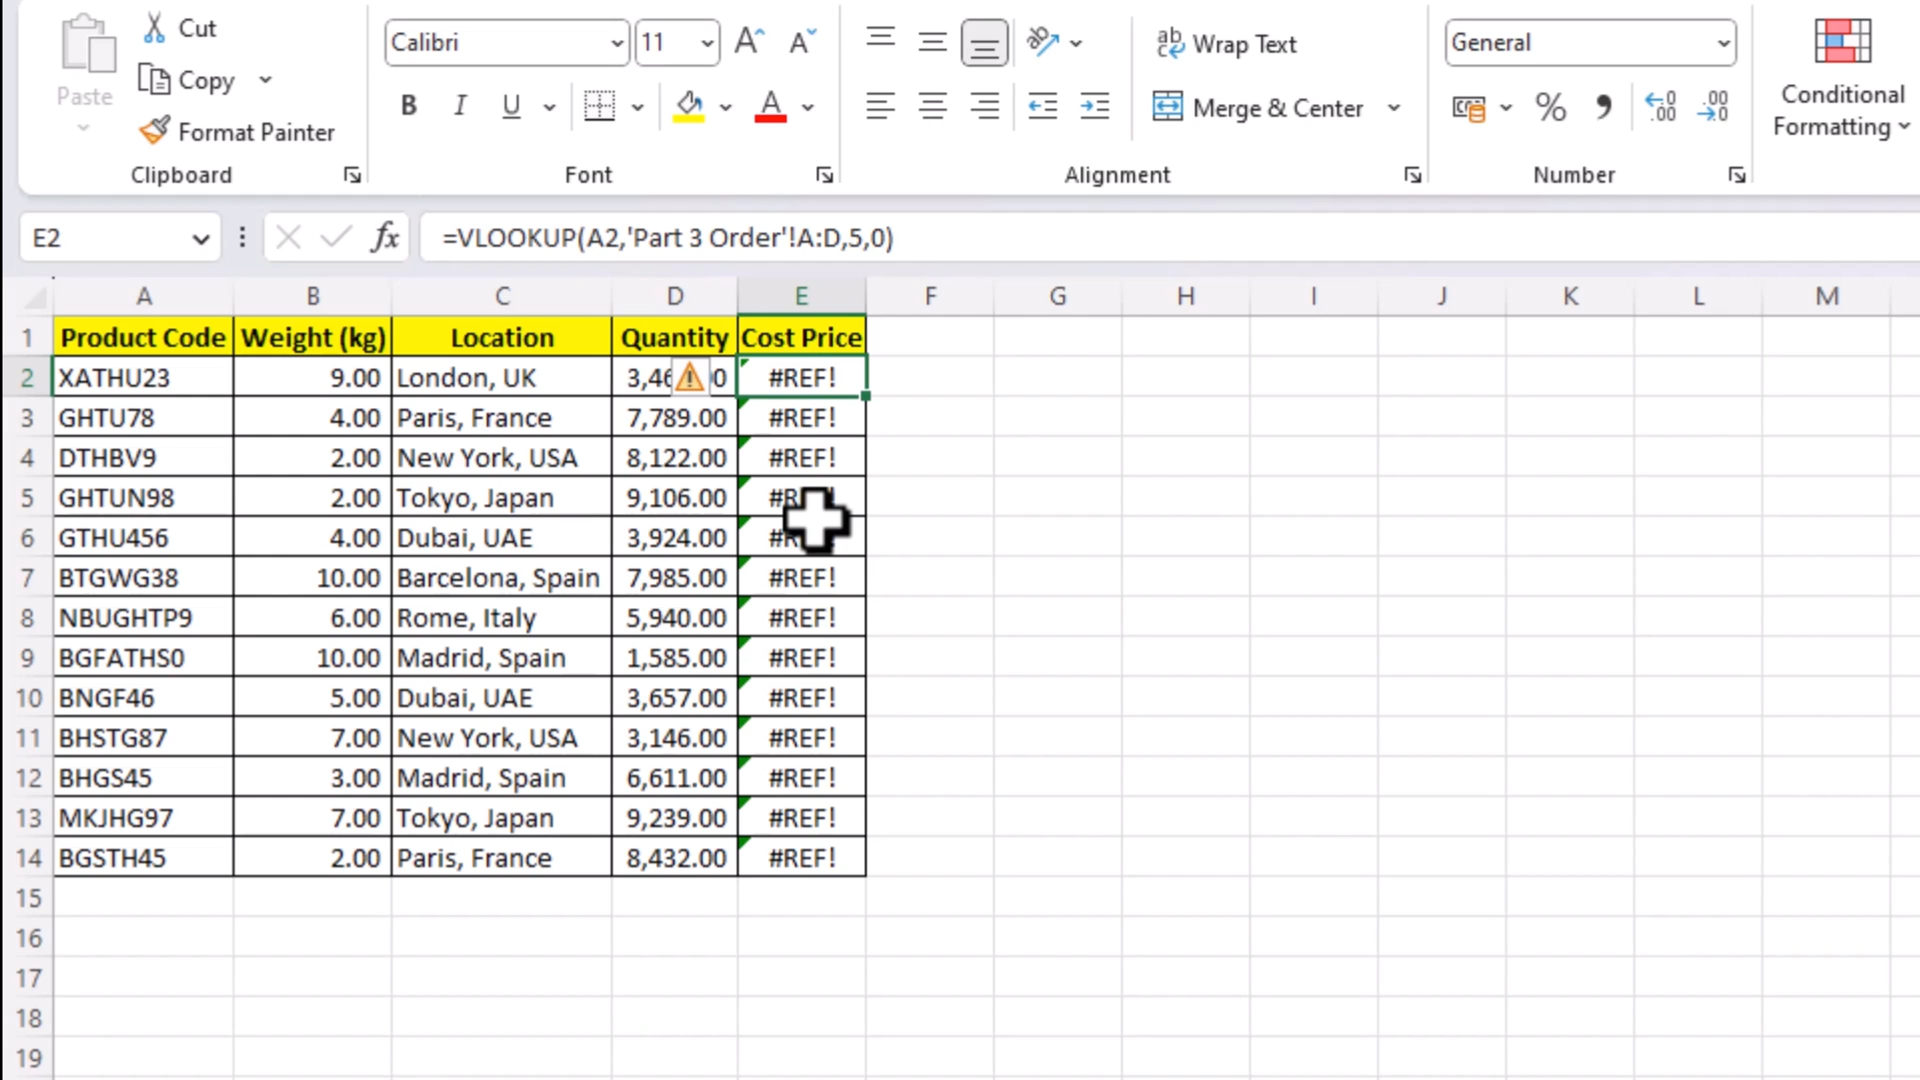 Paste
Cut
Copy
Format Painter
Clipboard
Calibri 11 A A
B I U A
Font
ab Wrap Text
Merge & Center
Alignment
General
% 9 .00 .00
Number
Conditional
Formatting
E2 fx =VLOOKUP(A2,'Part 3 Order'!A:D,5,0)
A B C D E F G H I J K L M
1 Product Code Weight (kg) Location Quantity Cost Price
2 XATHU23 9.00 London, UK #REF!
3 GHTU78 4.00 Paris, France 7,789.00 #REF!
4 DTHBV9 2.00 New York, USA 8,122.00 #REF!
5 GHTUN98 2.00 Tokyo, Japan 9,106.00
6 GTHU456 4.00 Dubai, UAE 3,924.00
7 BTGWG38 10.00 Barcelona, Spain 7,985.00 #REF!
8 NBUGHTP9 6.00 Rome, Italy 5,940.00 #REF!
9 BGFATHS0 10.00 Madrid, Spain 1,585.00 #REF!
10 BNGF46 5.00 Dubai, UAE 3,657.00 #REF!
11 BHSTG87 7.00 New York, USA 3,146.00 #REF!
12 BHGS45 3.00 Madrid, Spain 6,611.00 #REF!
13 MKJHG97 7.00 Tokyo, Japan 9,239.00 #REF!
14 BGSTH45 2.00 Paris, France 8,432.00 #REF!
15
16
17
18
19